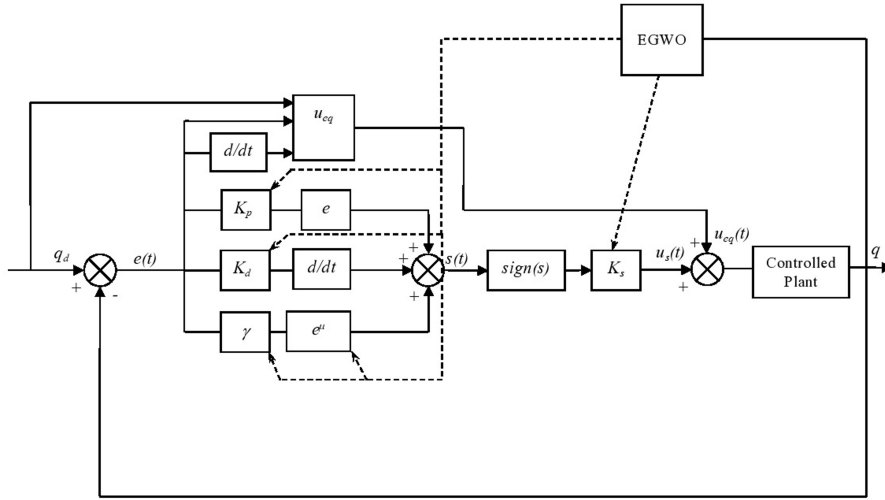 EGWO
u_eq
d/dt
K_p
e
q_d
e(t)
+
-
K_d
d/dt
+
+
+
s(t)
sign(s)
K_s
u_s(t)
+
+
u_eq(t)
Controlled
Plant
q
γ
e^μ